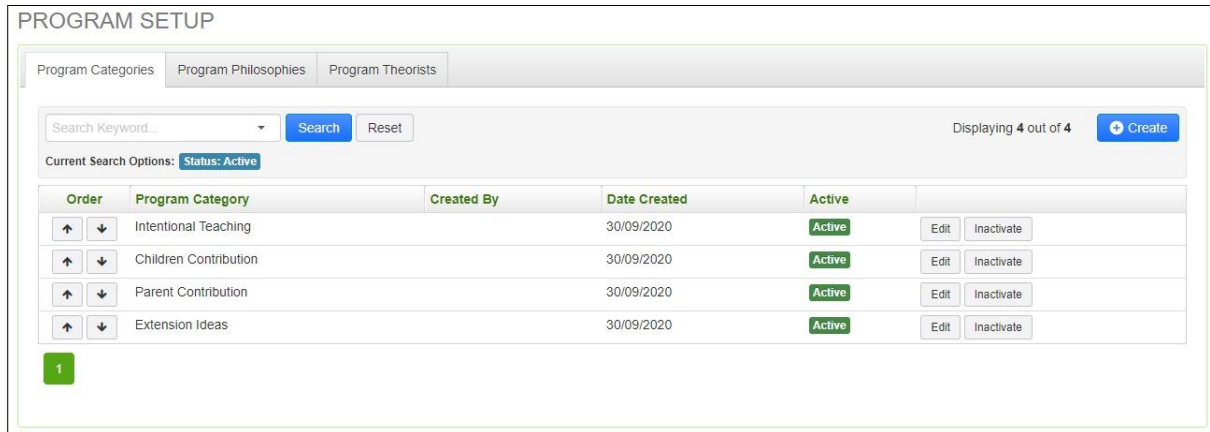 PROGRAM SETUP
Program Categories Program Philosophies Program Theorists
Search Keyword... Search Reset Displaying 4 out of 4 Create
Current Search Options: Status: Active
Order Program Category Created By Date Created Active
Intentional Teaching 30/09/2020 Active Edit Inactivate
Children Contribution 30/09/2020 Active Edit Inactivate
Parent Contribution 30/09/2020 Active Edit Inactivate
Extension Ideas 30/09/2020 Active Edit Inactivate
1